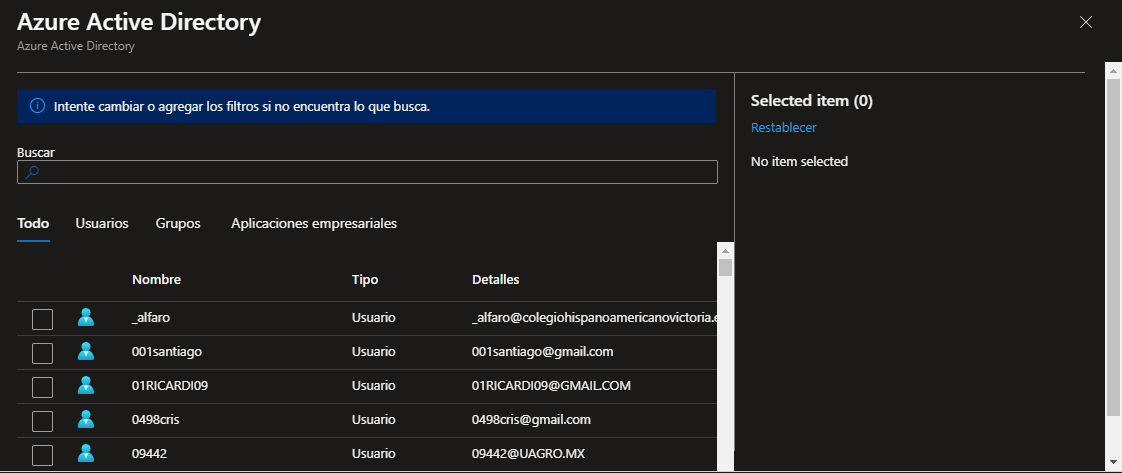 Azure Active Directory
Azure Active Directory
Intente cambiar o agregar los filtros si no encuentra lo que busca.
Buscar
Todo Usuarios Grupos Aplicaciones empresariales
Nombre Tipo Detalles
_alfaro Usuario _alfaro@colegiohispanoamericanovictoria.e
001santiago Usuario 001santiago@gmail.com
01RICARDI09 Usuario 01RICARDI09@GMAIL.COM
0498cris Usuario 0498cris@gmail.com
09442 Usuario 09442@UAGRO.MX
Selected item (0)
Restablecer
No item selected